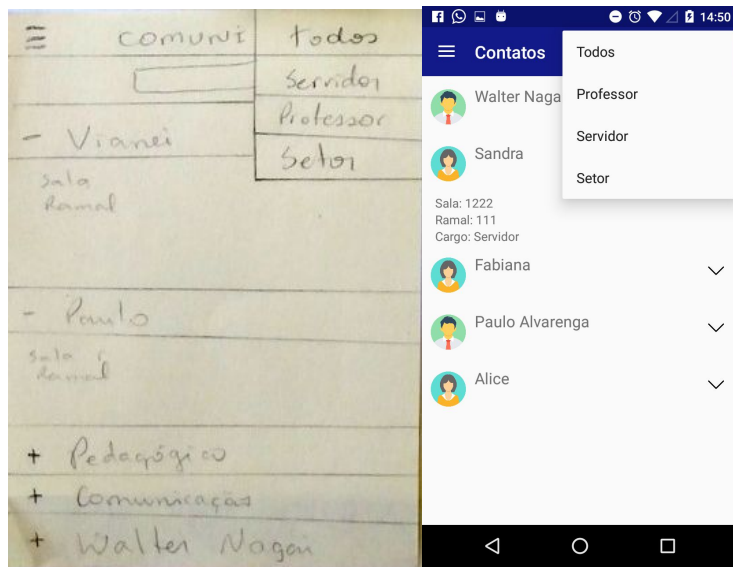 comuni
todos
Servidor
Professor
Setor
- Vianei
Sala
Ramal
- Paulo
Sala
Ramal
+ Pedagógico
+ Comunicação
+ Walter Nagai
14:50
Contatos
Todos
Professor
Servidor
Setor
Walter Naga
Sandra
Sala: 1222
Ramal: 111
Cargo: Servidor
Fabiana
Paulo Alvarenga
Alice